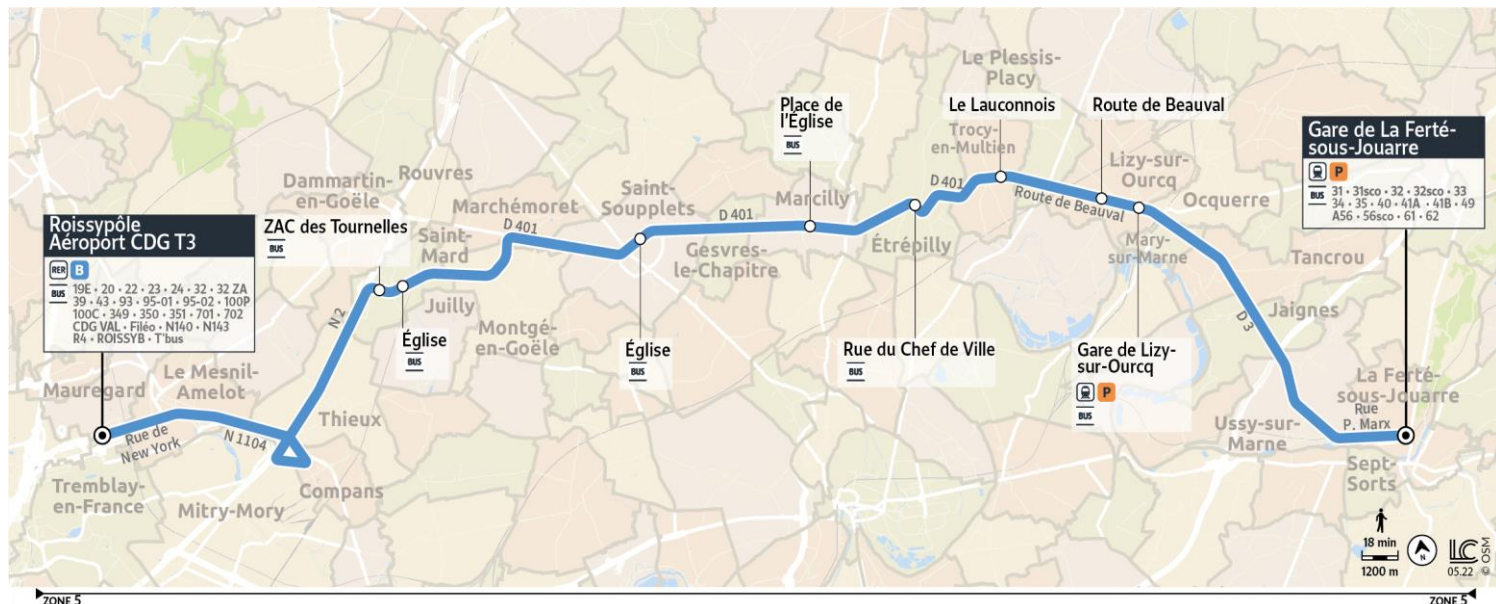 Le Plessis-
Placy
Place de
l'Église
BUS
Le Lauconnois
Route de Beauval
Gare de La Ferté-
sous-Jouarre
P
BUS
31 • 31sco • 32 • 32sco • 33
34 • 35 • 40 • 41A • 41B • 49
A56 • 56sco • 61 • 62
Trocy-
en-Multien
Lizy-sur-
Ourcq
Ocquerre
Dammartin-
en-Goële
Rouvres
Marchémoret
Saint-
Soupplets
Marcilly
D 401
Route de Beauval
Roissypôle
Aéroport CDG T3
RER B
BUS
19E • 20 • 22 • 23 • 24 • 32 • 32 ZA
39 • 43 • 93 • 95-01 • 95-02 • 100P
100C • 349 • 350 • 351 • 701 • 702
CDG VAL • Filéo • N140 • N143
R4 • ROISSYB • T'bus
ZAC des Tournelles
BUS
Saint-
Mard
D 401
D 401
Gesvres-
le-Chapitre
Étrépilly
Mary-
sur-Marne
Tancrou
Juilly
N 2
Montgé-
en-Goële
Jaignes
D 3
Église
BUS
Église
BUS
Rue du Chef de Ville
BUS
Gare de Lizy-
sur-Ourcq
P
BUS
Mauregard
Le Mesnil-
Amelot
Thieux
La Ferté-
sous-Jouarre
Rue de
New York
N 1104
Ussy-sur-
Marne
Rue
P. Marx
Tremblay-
en-France
Mitry-Mory
Compans
Sept-
Sorts
18 min
1200 m
N
LC
05.22
© OSM
ZONE 5
ZONE 5